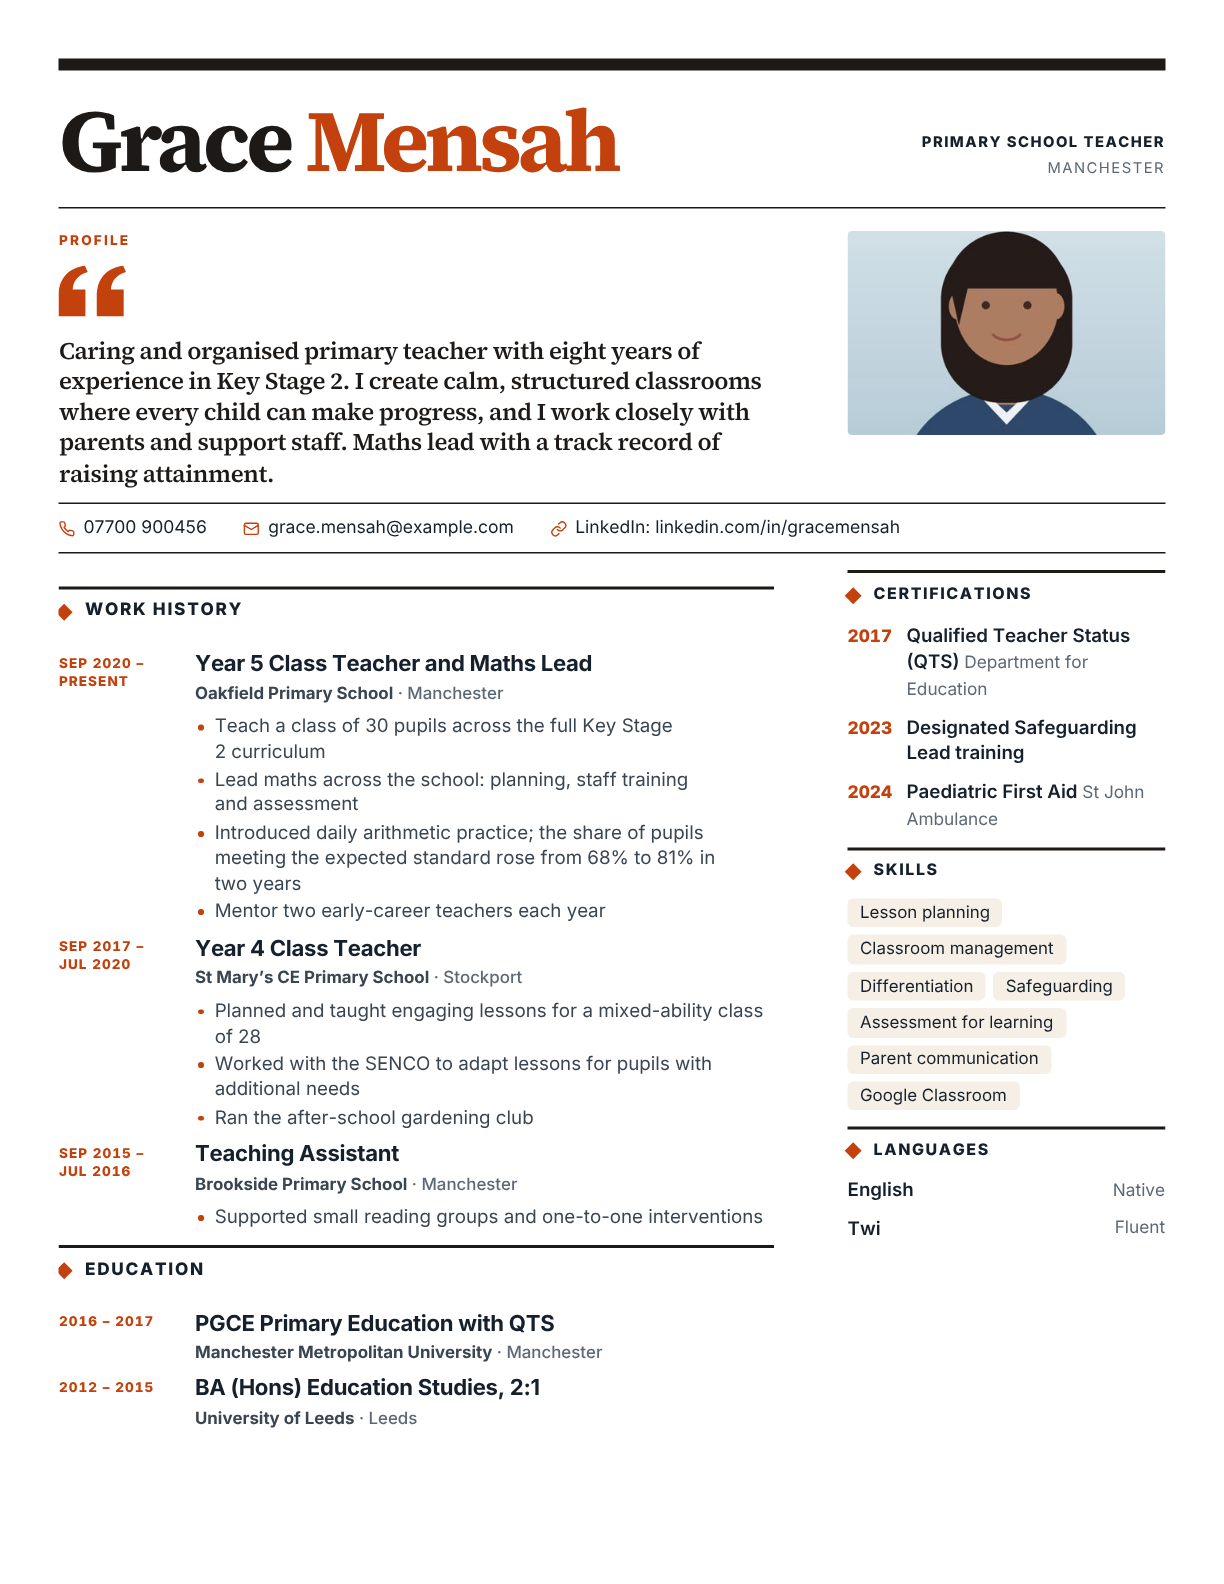 Grace Mensah
PRIMARY SCHOOL TEACHER
MANCHESTER
PROFILE
“
Caring and organised primary teacher with eight years of
experience in Key Stage 2. I create calm, structured classrooms
where every child can make progress, and I work closely with
parents and support staff. Maths lead with a track record of
raising attainment.
07700 900456 grace.mensah@example.com LinkedIn: linkedin.com/in/gracemensah
WORK HISTORY
SEP 2020 –
PRESENT
Year 5 Class Teacher and Maths Lead
Oakfield Primary School · Manchester
• Teach a class of 30 pupils across the full Key Stage
2 curriculum
• Lead maths across the school: planning, staff training
and assessment
• Introduced daily arithmetic practice; the share of pupils
meeting the expected standard rose from 68% to 81% in
two years
• Mentor two early-career teachers each year
SEP 2017 –
JUL 2020
Year 4 Class Teacher
St Mary’s CE Primary School · Stockport
• Planned and taught engaging lessons for a mixed-ability class
of 28
• Worked with the SENCO to adapt lessons for pupils with
additional needs
• Ran the after-school gardening club
SEP 2015 –
JUL 2016
Teaching Assistant
Brookside Primary School · Manchester
• Supported small reading groups and one-to-one interventions
EDUCATION
2016 – 2017
PGCE Primary Education with QTS
Manchester Metropolitan University · Manchester
2012 – 2015
BA (Hons) Education Studies, 2:1
University of Leeds · Leeds
CERTIFICATIONS
2017 Qualified Teacher Status
(QTS) Department for
Education
2023 Designated Safeguarding
Lead training
2024 Paediatric First Aid St John
Ambulance
SKILLS
Lesson planning
Classroom management
Differentiation Safeguarding
Assessment for learning
Parent communication
Google Classroom
LANGUAGES
English Native
Twi Fluent